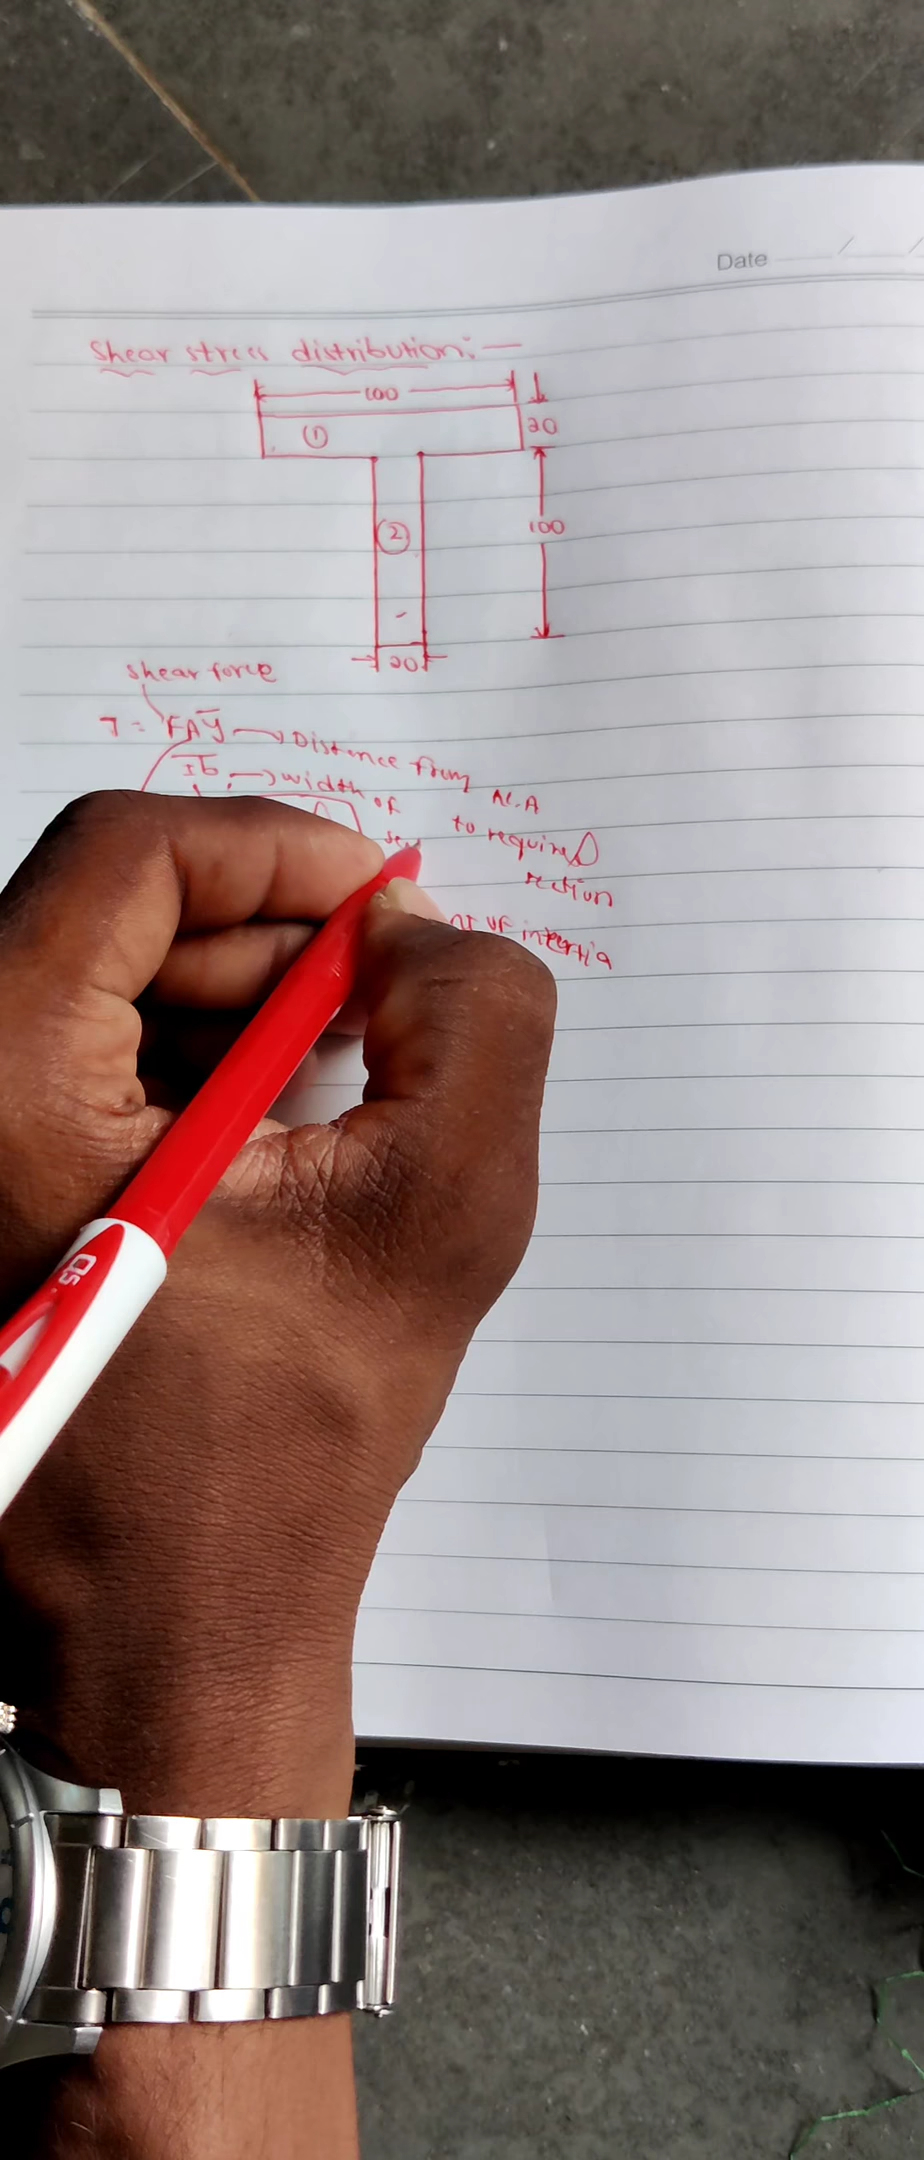 Date
Shear stress distribution:-
100
20
①
②
100
20
shear force
τ = FAȳ → Distance from N.A
Ib → width of
to required
section
of inertia